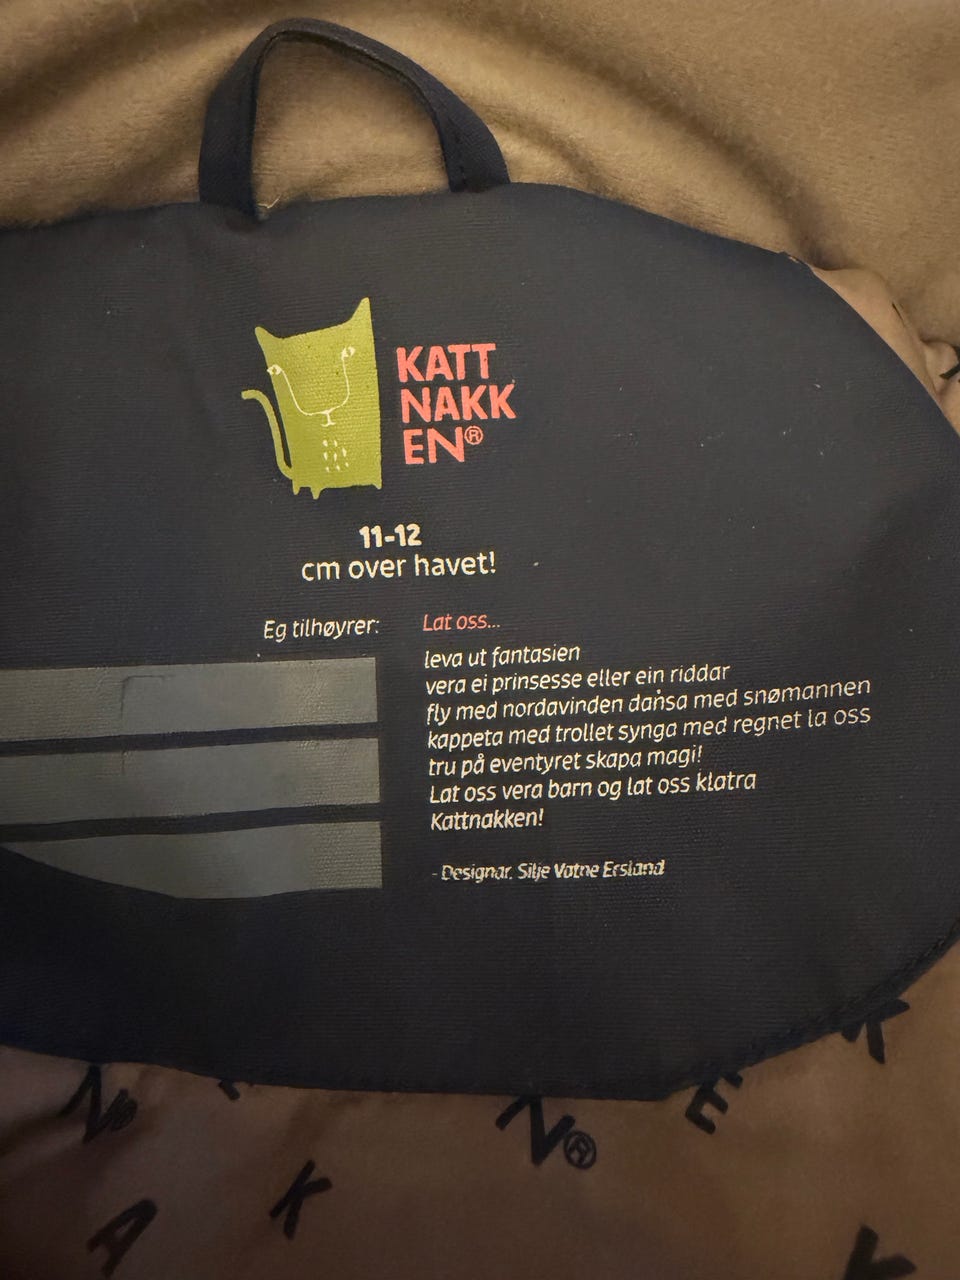 KATT
NAKK
EN®
11-12
cm over havet!
Eg tilhøyrer:
Lat oss...
leva ut fantasien
vera ei prinsesse eller ein riddar
fly med nordavinden dansa med snømannen
kappeta med trollet synga med regnet la oss
tru på eventyret skapa magi!
Lat oss vera barn og lat oss klatra
Kattnakken!
- Designar. Silje Vatne Ersland
N®
K
E
N®
E
K
A
K